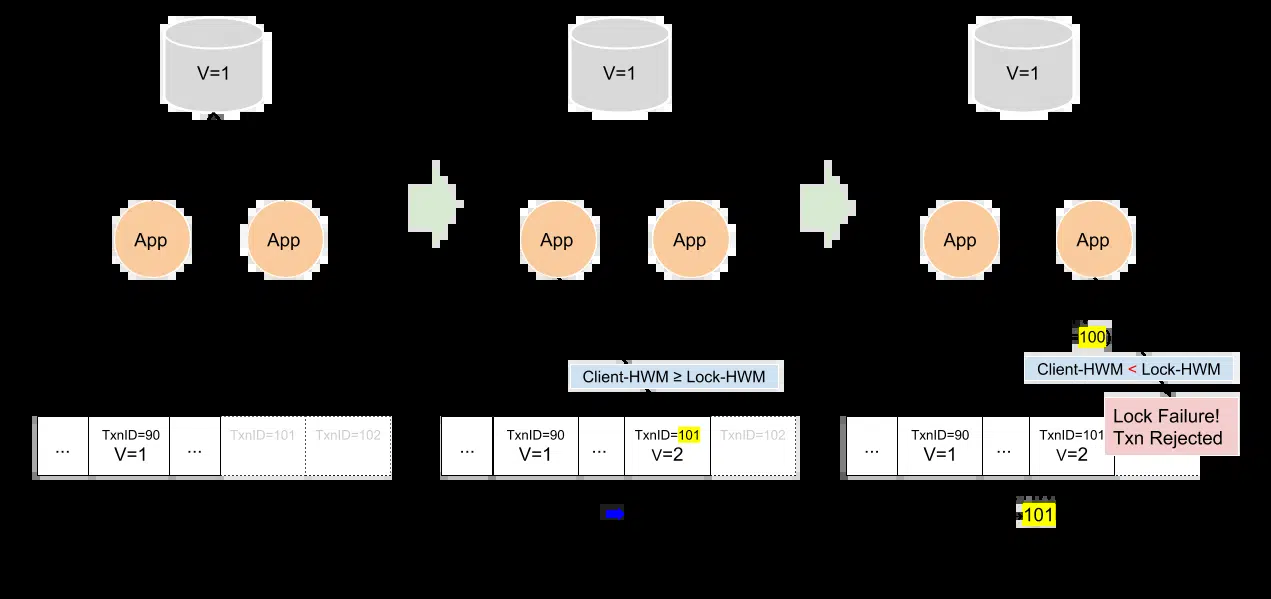 V=1
V=1
V=1
App
App
App
App
App
App
=100)
Client-HWM ≥ Lock-HWM
Client-HWM < Lock-HWM
Lock Failure!
Txn Rejected
...
TxnID=90
V=1
...
TxnID=101
TxnID=102
...
TxnID=90
V=1
...
TxnID=101
V=2
TxnID=102
...
TxnID=90
V=1
...
TxnID=101
V=2
101